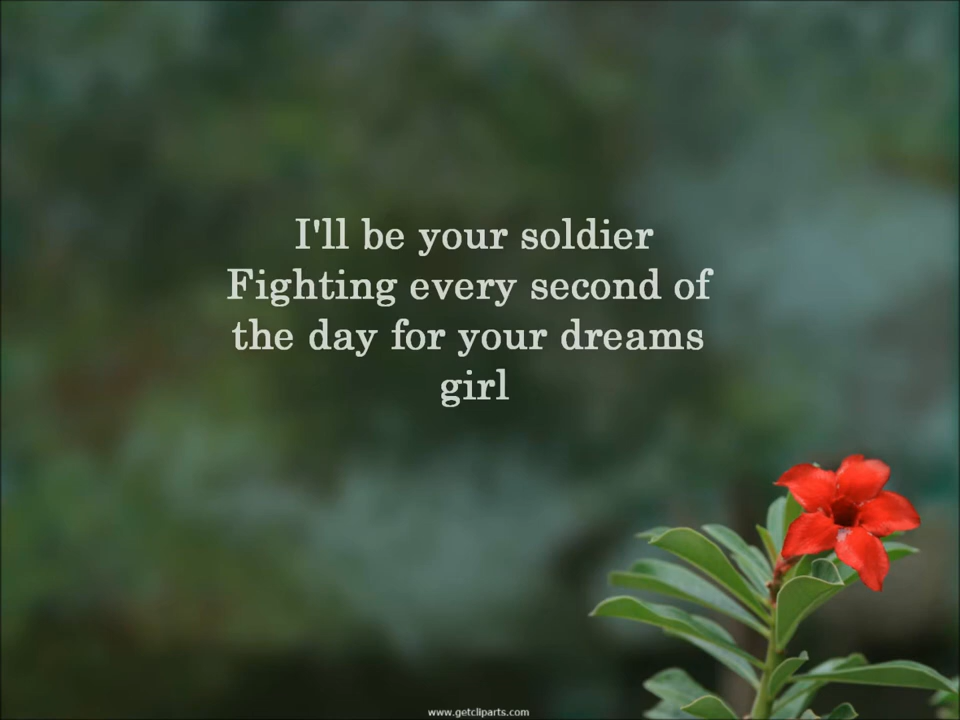 I'll be your soldier
Fighting every second of
the day for your dreams
girl
www.getcliparts.com